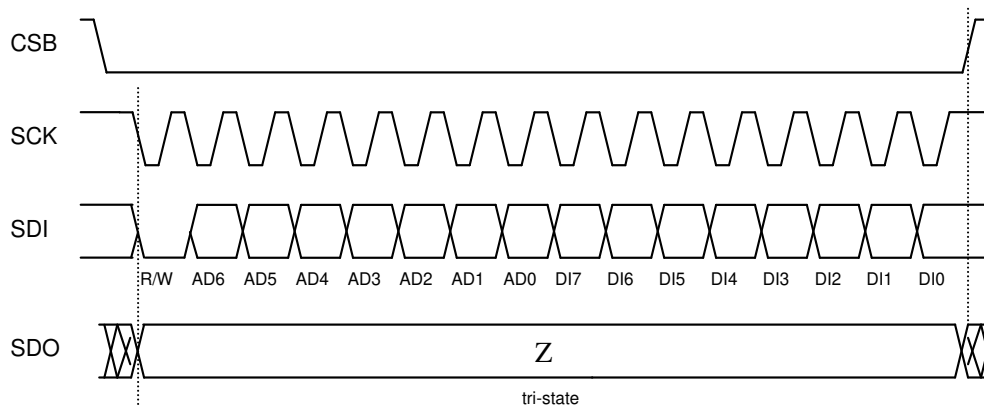 CSB
SCK
SDI
R/W AD6 AD5 AD4 AD3 AD2 AD1 AD0 DI7 DI6 DI5 DI4 DI3 DI2 DI1 DI0
SDO
Z
tri-state